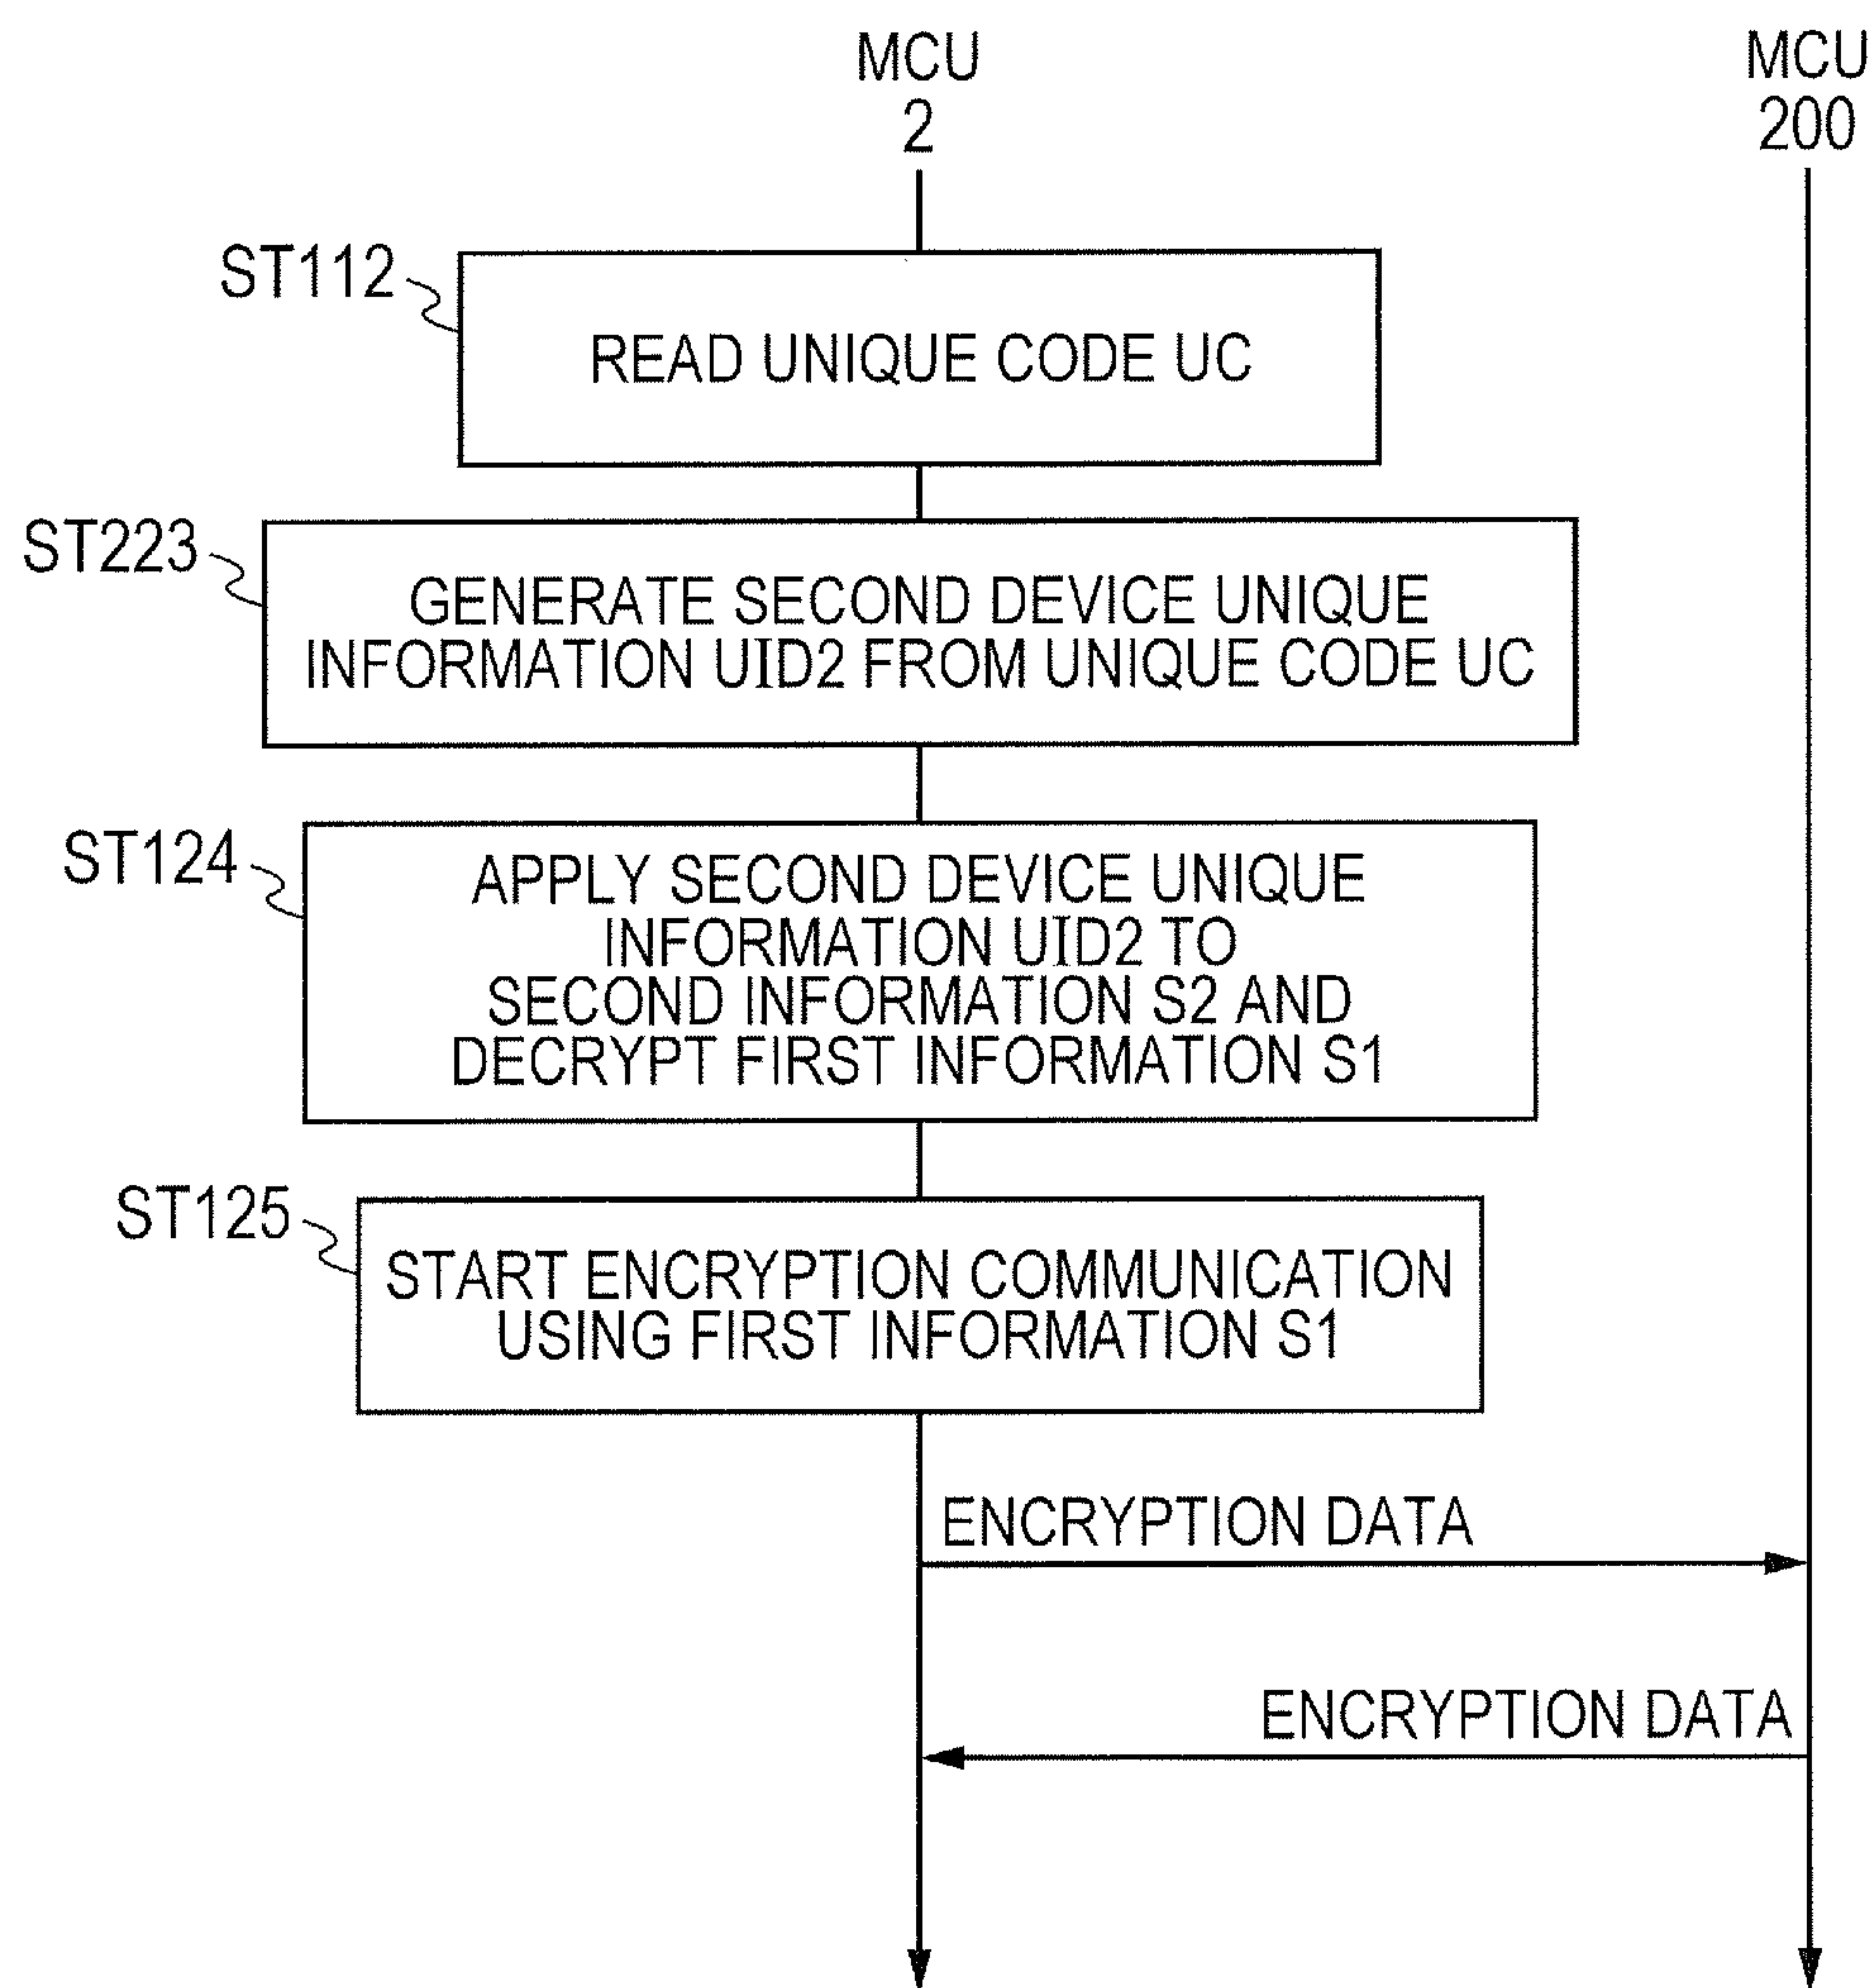 MCU
2
MCU
200
ST112
READ UNIQUE CODE UC
ST223
GENERATE SECOND DEVICE UNIQUE
INFORMATION UID2 FROM UNIQUE CODE UC
ST124
APPLY SECOND DEVICE UNIQUE
INFORMATION UID2 TO
SECOND INFORMATION S2 AND
DECRYPT FIRST INFORMATION S1
ST125
START ENCRYPTION COMMUNICATION
USING FIRST INFORMATION S1
ENCRYPTION DATA
ENCRYPTION DATA